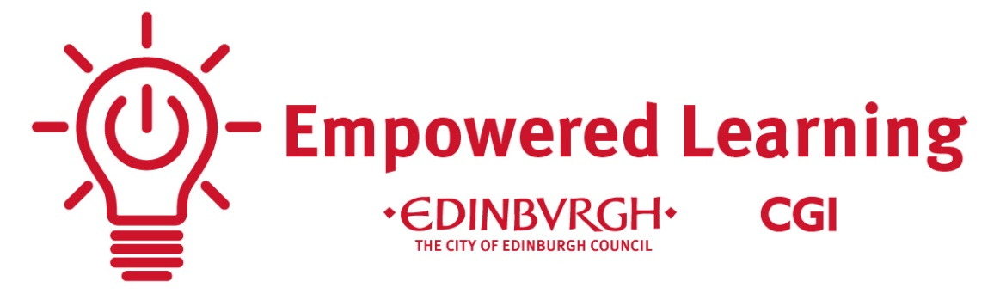 Empowered Learning
·EDINBVRGH· CGI
THE CITY OF EDINBURGH COUNCIL